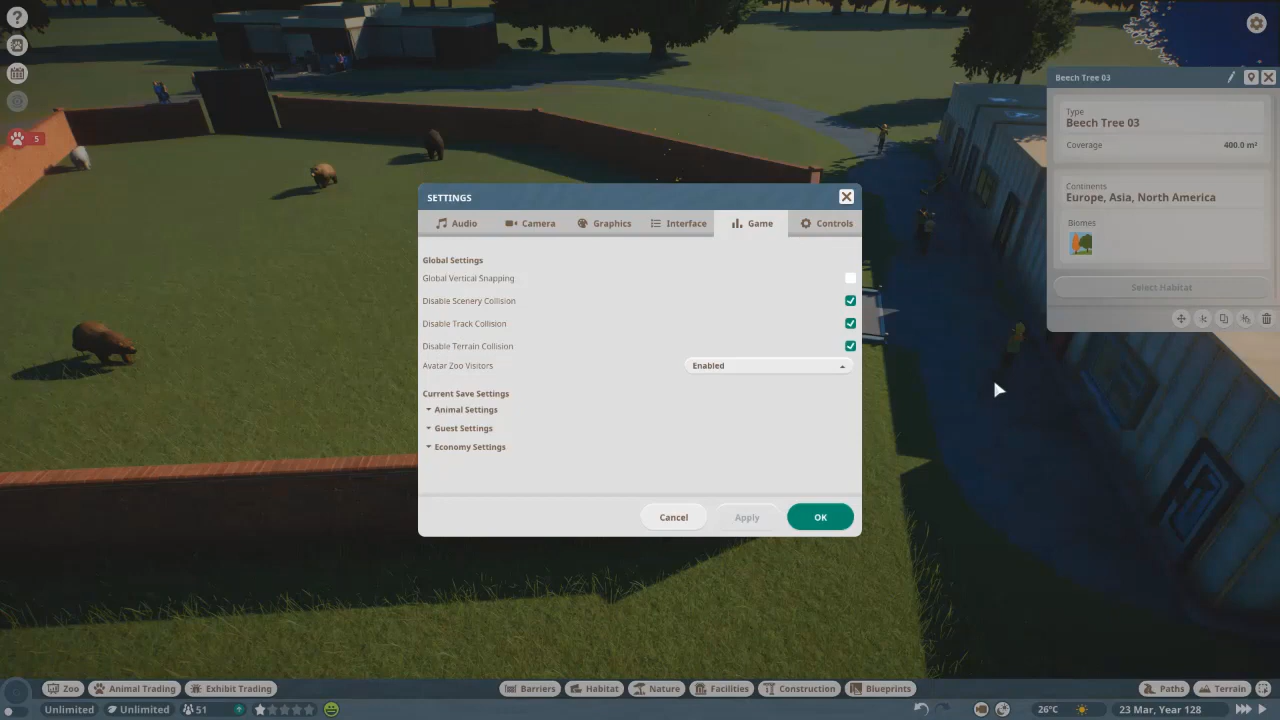 ?
5
Beech Tree 03
Type
Beech Tree 03
Coverage 400.0 m²
Continents
Europe, Asia, North America
Biomes
Select Habitat
SETTINGS
Audio Camera Graphics Interface Game Controls
Global Settings
Global Vertical Snapping
Disable Scenery Collision
Disable Track Collision
Disable Terrain Collision
Avatar Zoo Visitors Enabled
Current Save Settings
Animal Settings
Guest Settings
Economy Settings
Cancel Apply OK
Zoo Animal Trading Exhibit Trading Barriers Habitat Nature Facilities Construction Blueprints Paths Terrain
Unlimited Unlimited 51 26°C 23 Mar, Year 128